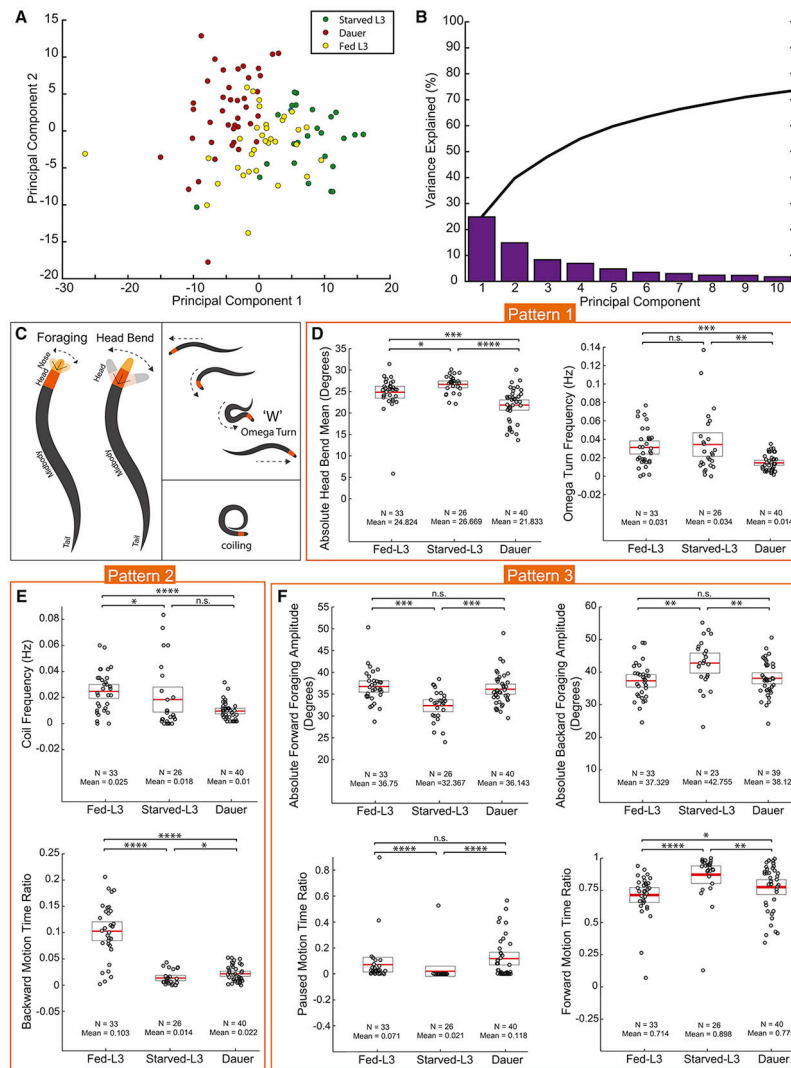 A
Starved L3
Dauer
Fed L3
Principal Component 2
15
10
5
0
-5
-10
-15
-20
-30
-20
-10
0
10
20
Principal Component 1
B
Variance Explained (%)
100
90
80
70
60
50
40
30
20
10
0
1 2 3 4 5 6 7 8 9 10
Principal Component
C
Foraging
Head Bend
Nose
Head
Head
Midbody
Midbody
Tail
Tail
'W'
Omega Turn
coiling
Pattern 1
D
Absolute Head Bend Mean (Degrees)
35
30
25
20
15
10
5
0
***
* ****
N = 33 N = 26 N = 40
Mean = 24.824 Mean = 26.669 Mean = 21.833
Fed-L3 Starved-L3 Dauer
Omega Turn Frequency (Hz)
0.14
0.12
0.1
0.08
0.06
0.04
0.02
0
-0.02
***
n.s. **
N = 33 N = 26 N = 40
Mean = 0.031 Mean = 0.034 Mean = 0.014
Fed-L3 Starved-L3 Dauer
Pattern 2
E
Coil Frequency (Hz)
0.08
0.06
0.04
0.02
0
-0.02
****
* n.s.
N = 33 N = 26 N = 40
Mean = 0.025 Mean = 0.018 Mean = 0.01
Fed-L3 Starved-L3 Dauer
Backward Motion Time Ratio
0.25
0.2
0.15
0.1
0.05
0
-0.05
****
**** *
N = 33 N = 26 N = 40
Mean = 0.103 Mean = 0.014 Mean = 0.022
Fed-L3 Starved-L3 Dauer
Pattern 3
F
Absolute Forward Foraging Amplitude
(Degrees)
55
50
45
40
35
30
25
20
n.s.
*** ***
N = 33 N = 26 N = 40
Mean = 36.75 Mean =32.367 Mean = 36.143
Fed-L3 Starved-L3 Dauer
Absolute Backard Foraging Amplitude
(Degrees)
60
50
40
30
20
10
n.s.
** **
N = 33 N = 23 N = 39
Mean = 37.329 Mean =42.755 Mean = 38.12
Fed-L3 Starved-L3 Dauer
Paused Motion Time Ratio
0.8
0.6
0.4
0.2
0
-0.4
n.s.
**** ****
N = 33 N = 26 N = 40
Mean = 0.071 Mean = 0.021 Mean = 0.118
Fed-L3 Starved-L3 Dauer
Forward Motion Time Ratio
1
0.75
0.5
0.25
0
-0.25
*
**** **
N = 33 N = 26 N = 40
Mean = 0.714 Mean = 0.898 Mean = 0.775
Fed-L3 Starved-L3 Dauer